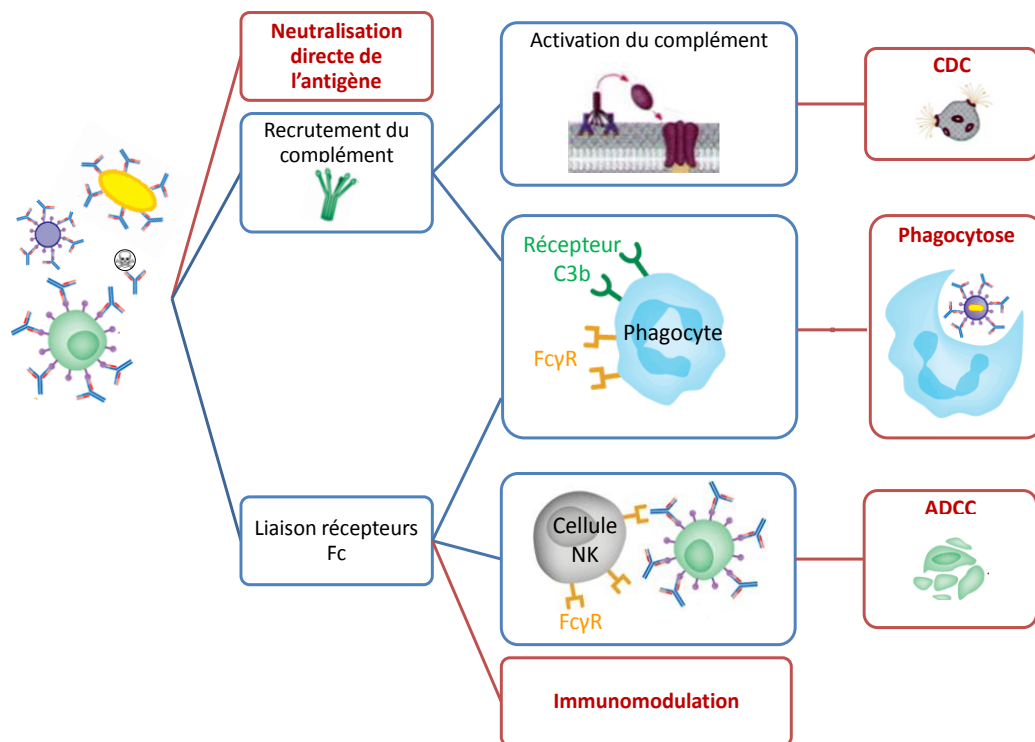 Neutralisation
directe de
l'antigène
Recrutement du
complément
Activation du complément
CDC
Récepteur
C3b
Phagocyte
FcγR
Phagocytose
Liaison récepteurs
Fc
Cellule
NK
FcγR
ADCC
Immunomodulation